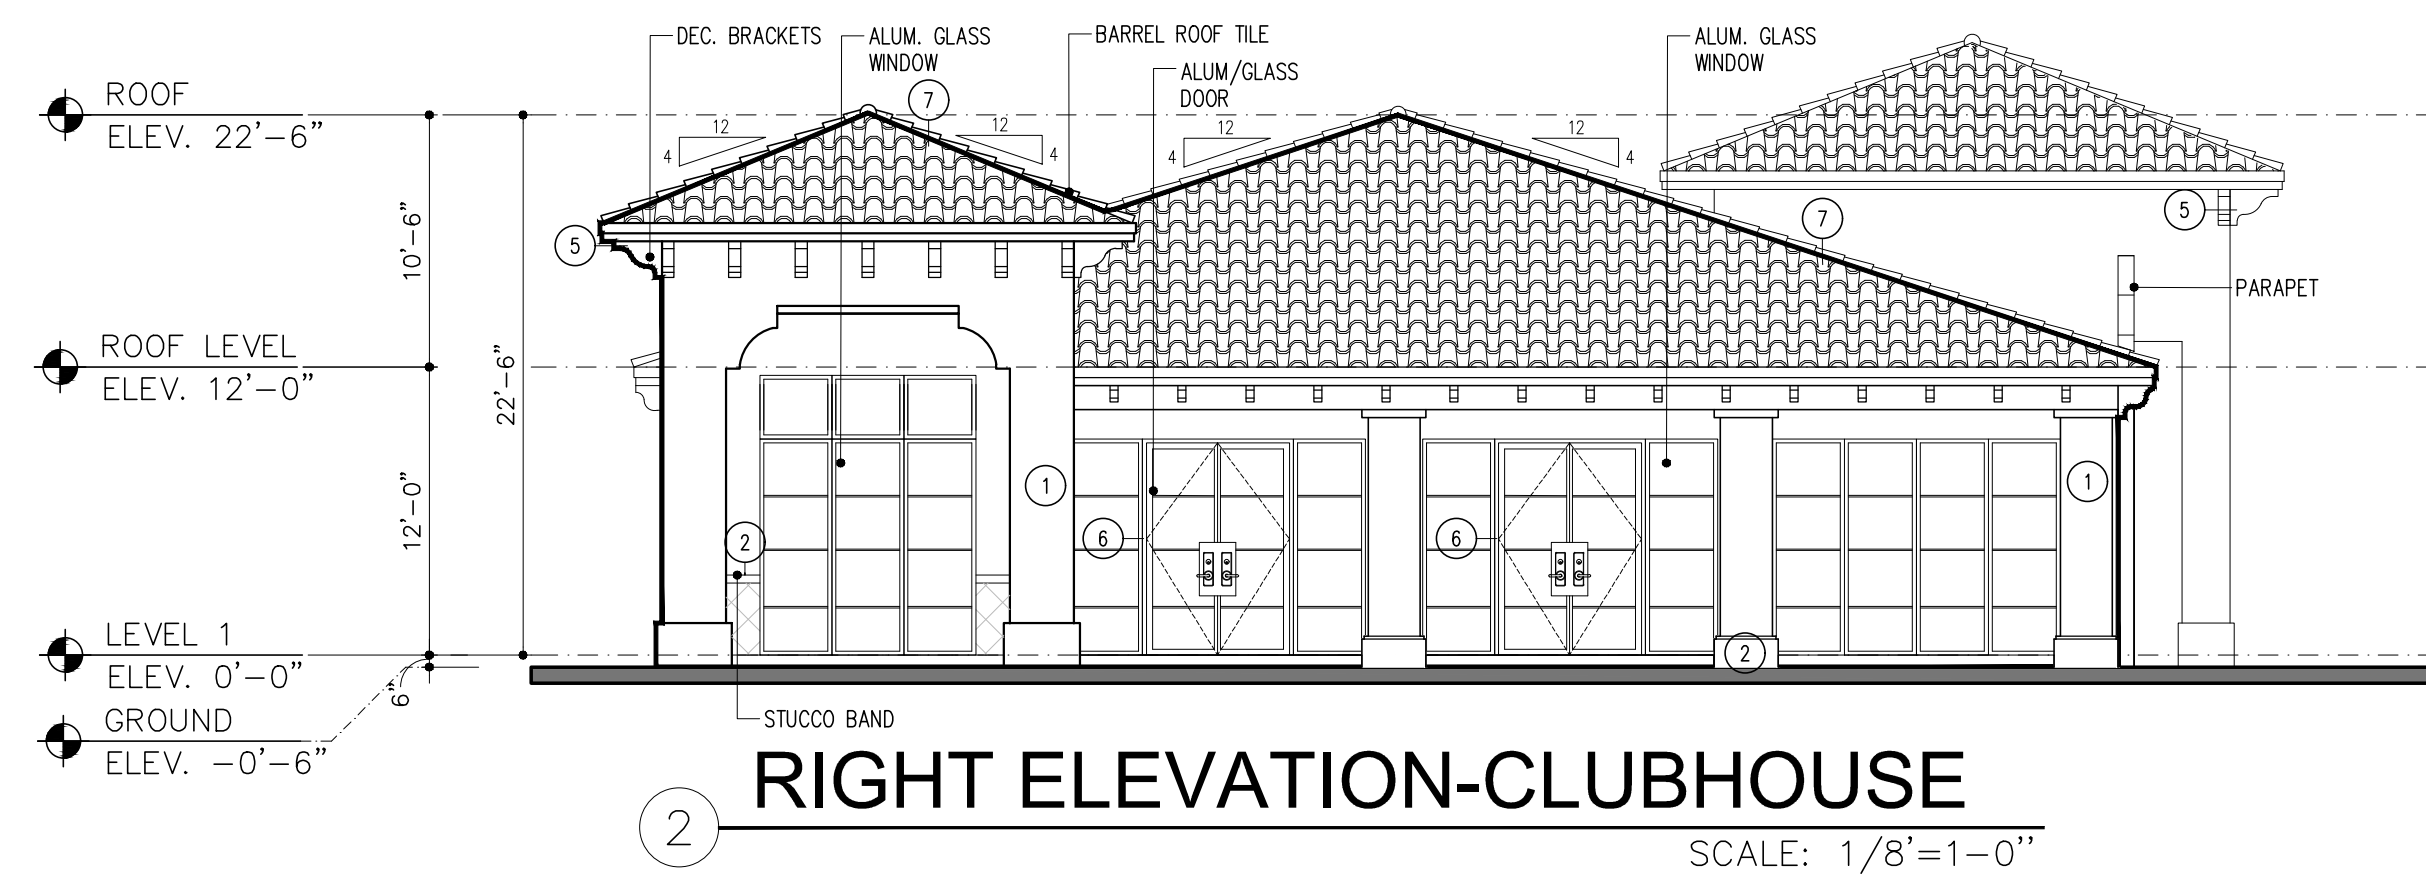 DEC. BRACKETS
ALUM. GLASS
WINDOW
BARREL ROOF TILE
ALUM/GLASS
DOOR
ALUM. GLASS
WINDOW
ROOF
ELEV. 22'-6"
7
12
4
12
4
12
4
12
4
10'-6"
5
7
5
PARAPET
ROOF LEVEL
ELEV. 12'-0"
22'-6"
12'-0"
1
1
2
6
6
LEVEL 1
ELEV. 0'-0"
2
6"
GROUND
ELEV. -0'-6"
STUCCO BAND
RIGHT ELEVATION-CLUBHOUSE
2
SCALE: 1/8'=1-0''